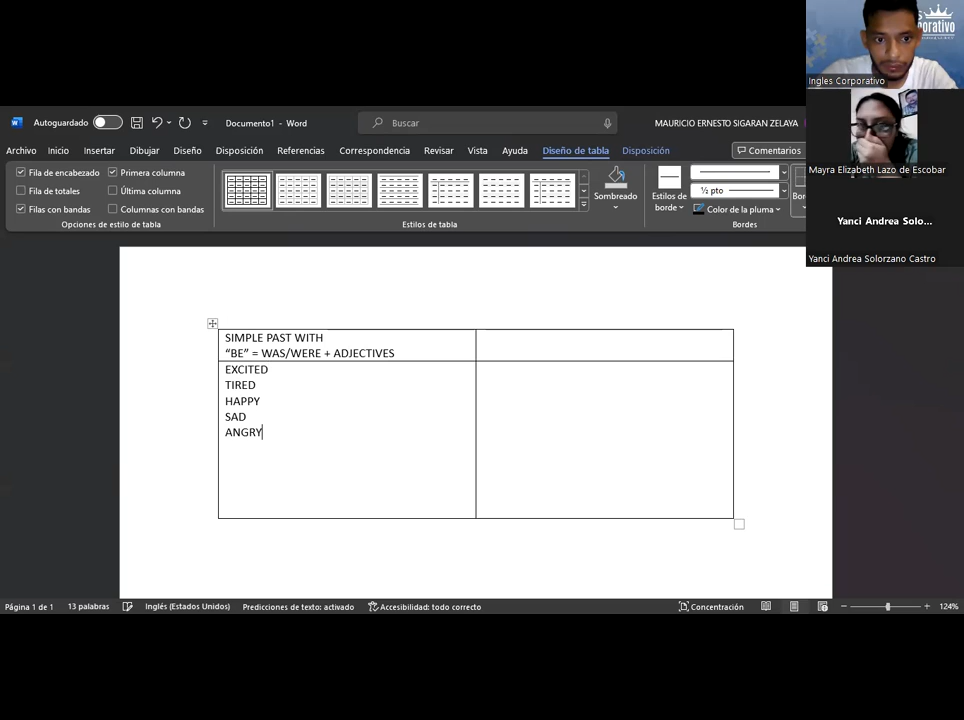 S
orativo
Ingles Corporativo
Mayra Elizabeth Lazo de Escobar
Yanci Andrea Solo...
Yanci Andrea Solorzano Castro
Autoguardado
Documento1 - Word
Buscar
MAURICIO ERNESTO SIGARAN ZELAYA
Archivo Inicio Insertar Dibujar Diseño Disposición Referencias Correspondencia Revisar Vista Ayuda Diseño de tabla Disposición Comentarios
Fila de encabezado Primera columna
Fila de totales Última columna
Filas con bandas Columnas con bandas
Opciones de estilo de tabla
Estilos de tabla
Sombreado
Estilos de
borde
½ pto
Color de la pluma
Bor
Bordes
SIMPLE PAST WITH
“BE” = WAS/WERE + ADJECTIVES
EXCITED
TIRED
HAPPY
SAD
ANGRY
Página 1 de 1 13 palabras Inglés (Estados Unidos) Predicciones de texto: activado Accesibilidad: todo correcto Concentración 124%